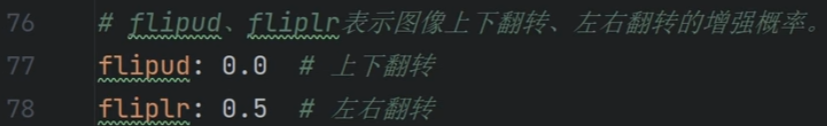 76 # flipud、fliplr表示图像上下翻转、左右翻转的增强概率。
77 flipud: 0.0 # 上下翻转
78 fliplr: 0.5 # 左右翻转